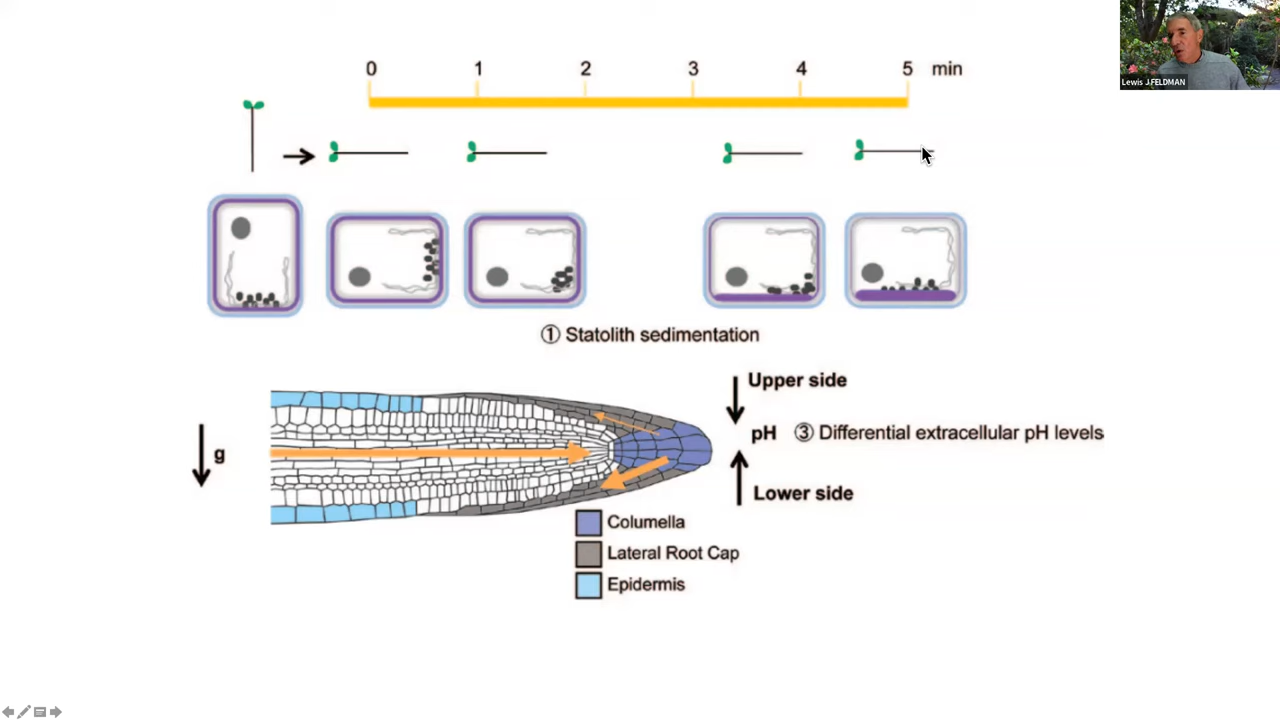 Lewis J.FELDMAN
0 1 2 3 4 5 min
① Statolith sedimentation
Upper side
pH ③ Differential extracellular pH levels
g
Lower side
Columella
Lateral Root Cap
Epidermis